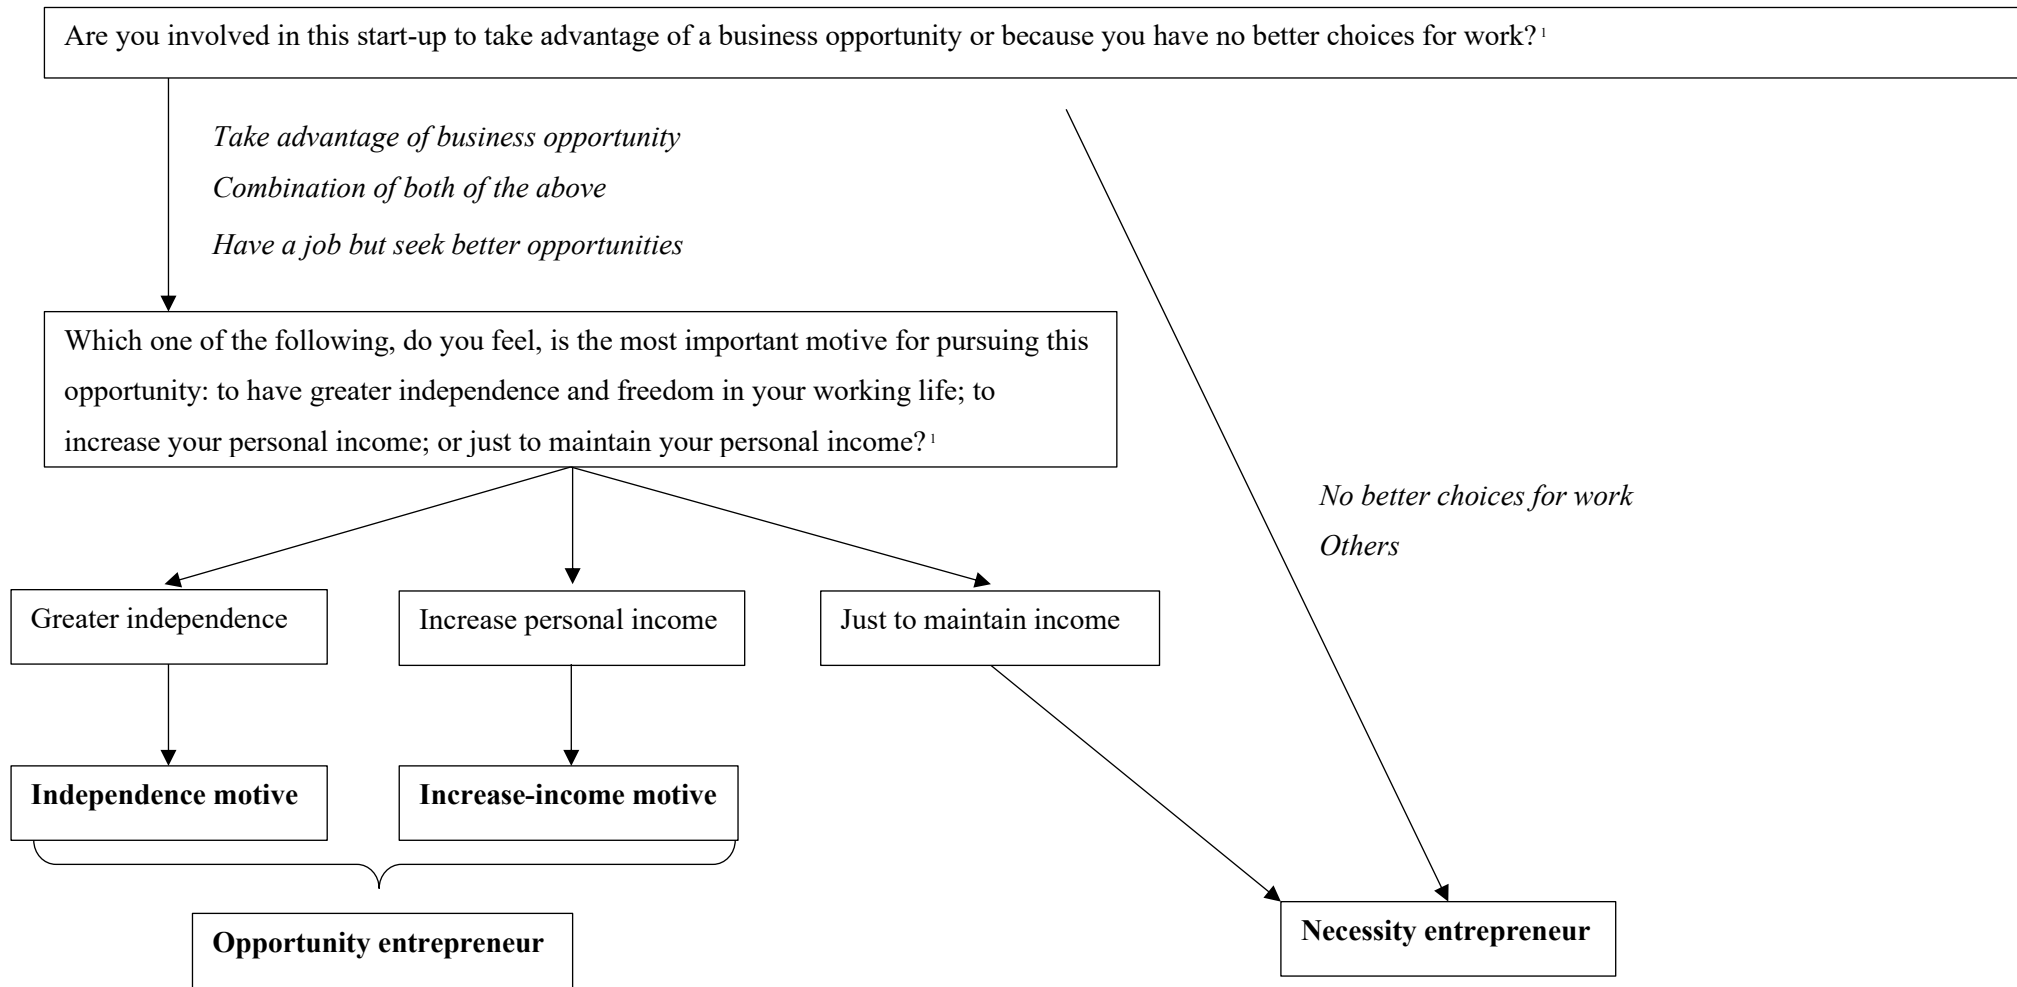 Are you involved in this start-up to take advantage of a business opportunity or because you have no better choices for work? 1
Take advantage of business opportunity
Combination of both of the above
Have a job but seek better opportunities
Which one of the following, do you feel, is the most important motive for pursuing this
opportunity: to have greater independence and freedom in your working life; to
increase your personal income; or just to maintain your personal income? 1
No better choices for work
Others
Greater independence
Increase personal income
Just to maintain income
Independence motive
Increase-income motive
Opportunity entrepreneur
Necessity entrepreneur